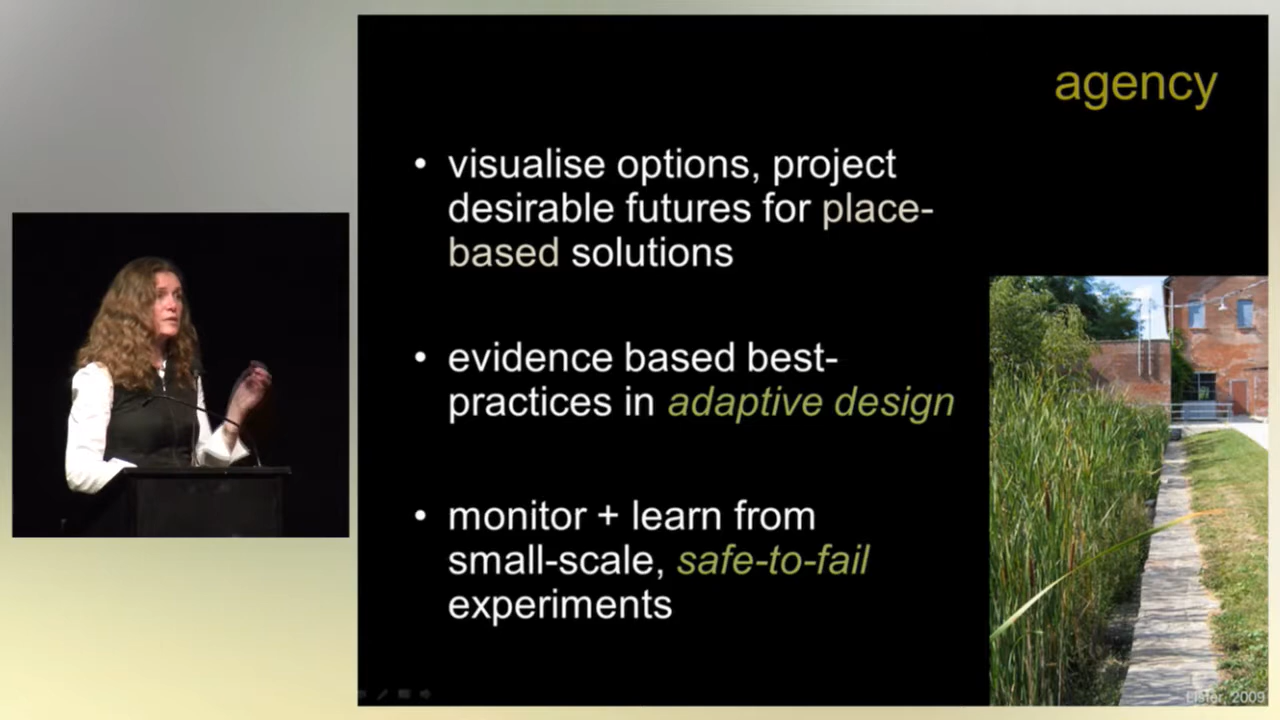 agency
• visualise options, project
desirable futures for place-
based solutions
• evidence based best-
practices in adaptive design
• monitor + learn from
small-scale, safe-to-fail
experiments
Lister, 2009